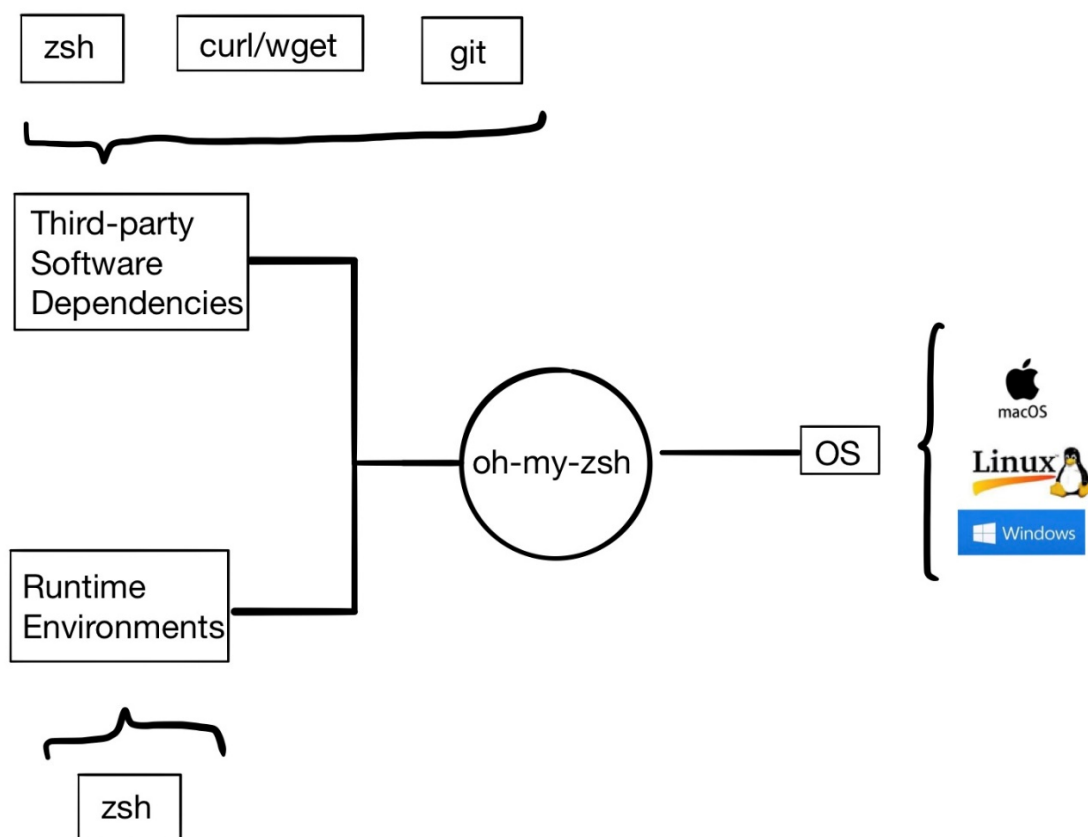 zsh
curl/wget
git
Third-party
Software
Dependencies
oh-my-zsh
OS
macOS
Linux
Windows
Runtime
Environments
zsh